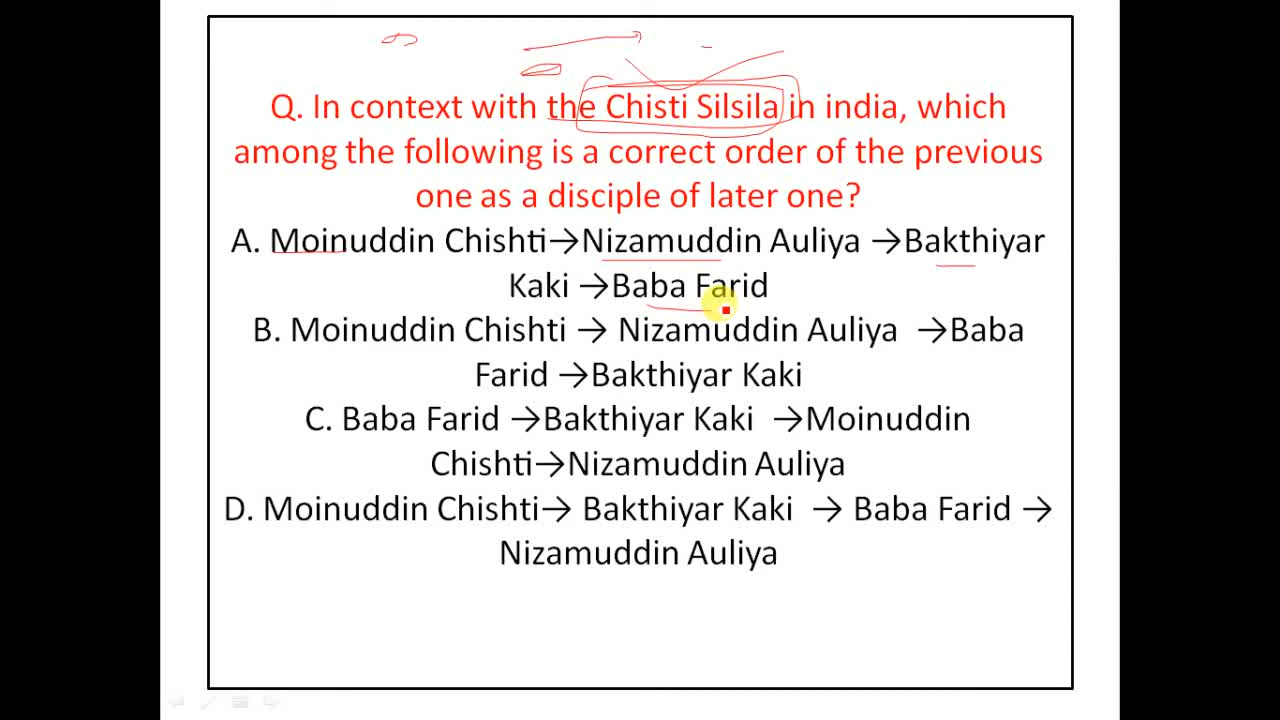 Q. In context with the Chisti Silsila in india, which
among the following is a correct order of the previous
one as a disciple of later one?
A. Moinuddin Chishti→Nizamuddin Auliya →Bakthiyar
Kaki →Baba Farid
B. Moinuddin Chishti → Nizamuddin Auliya →Baba
Farid →Bakthiyar Kaki
C. Baba Farid →Bakthiyar Kaki →Moinuddin
Chishti→Nizamuddin Auliya
D. Moinuddin Chishti→ Bakthiyar Kaki → Baba Farid →
Nizamuddin Auliya